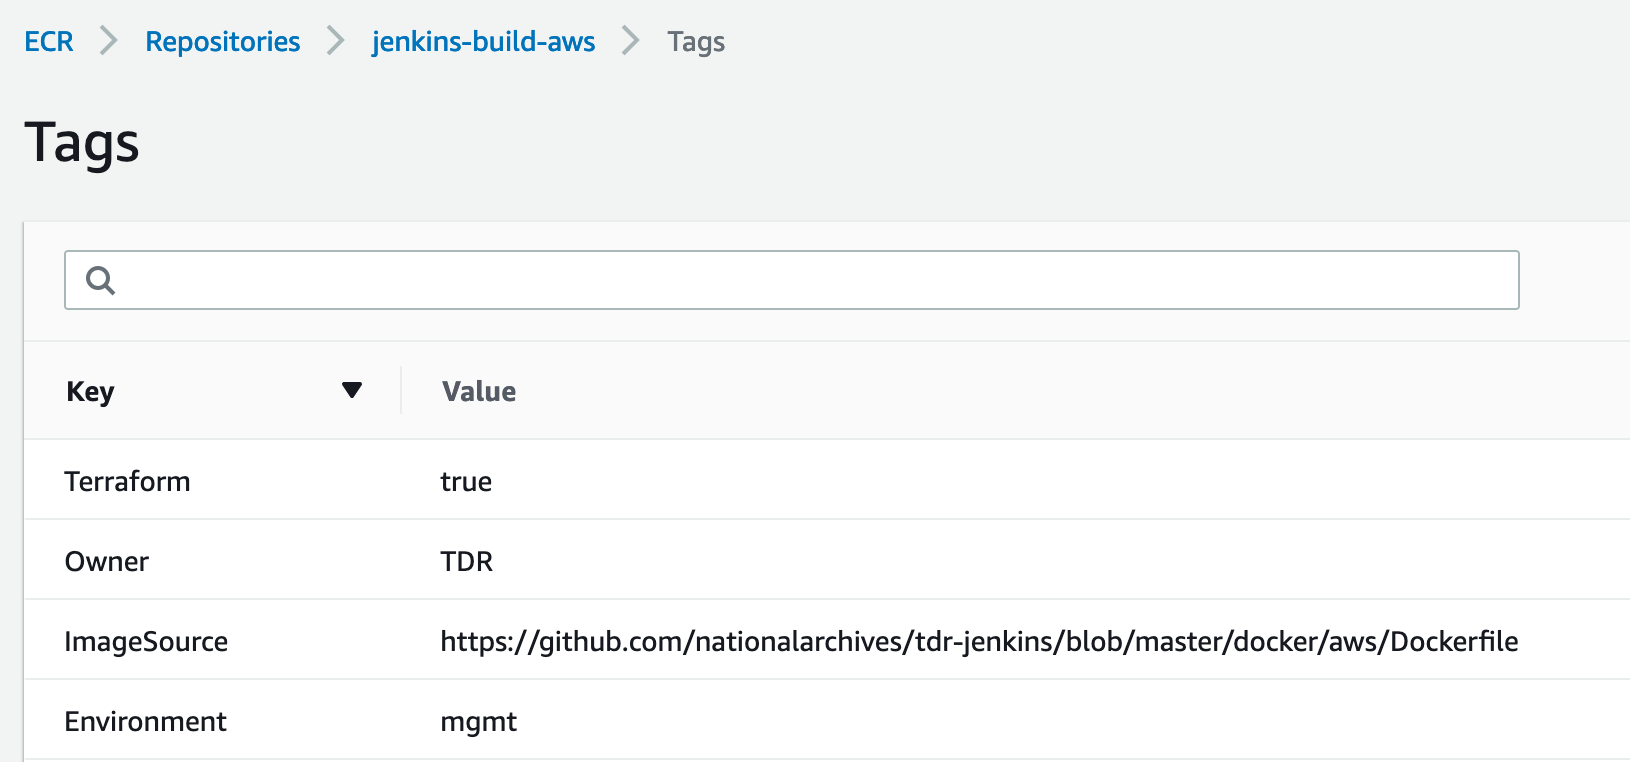 ECR Repositories jenkins-build-aws Tags
Tags
Key Value
Terraform true
Owner TDR
ImageSource https://github.com/nationalarchives/tdr-jenkins/blob/master/docker/aws/Dockerfile
Environment mgmt